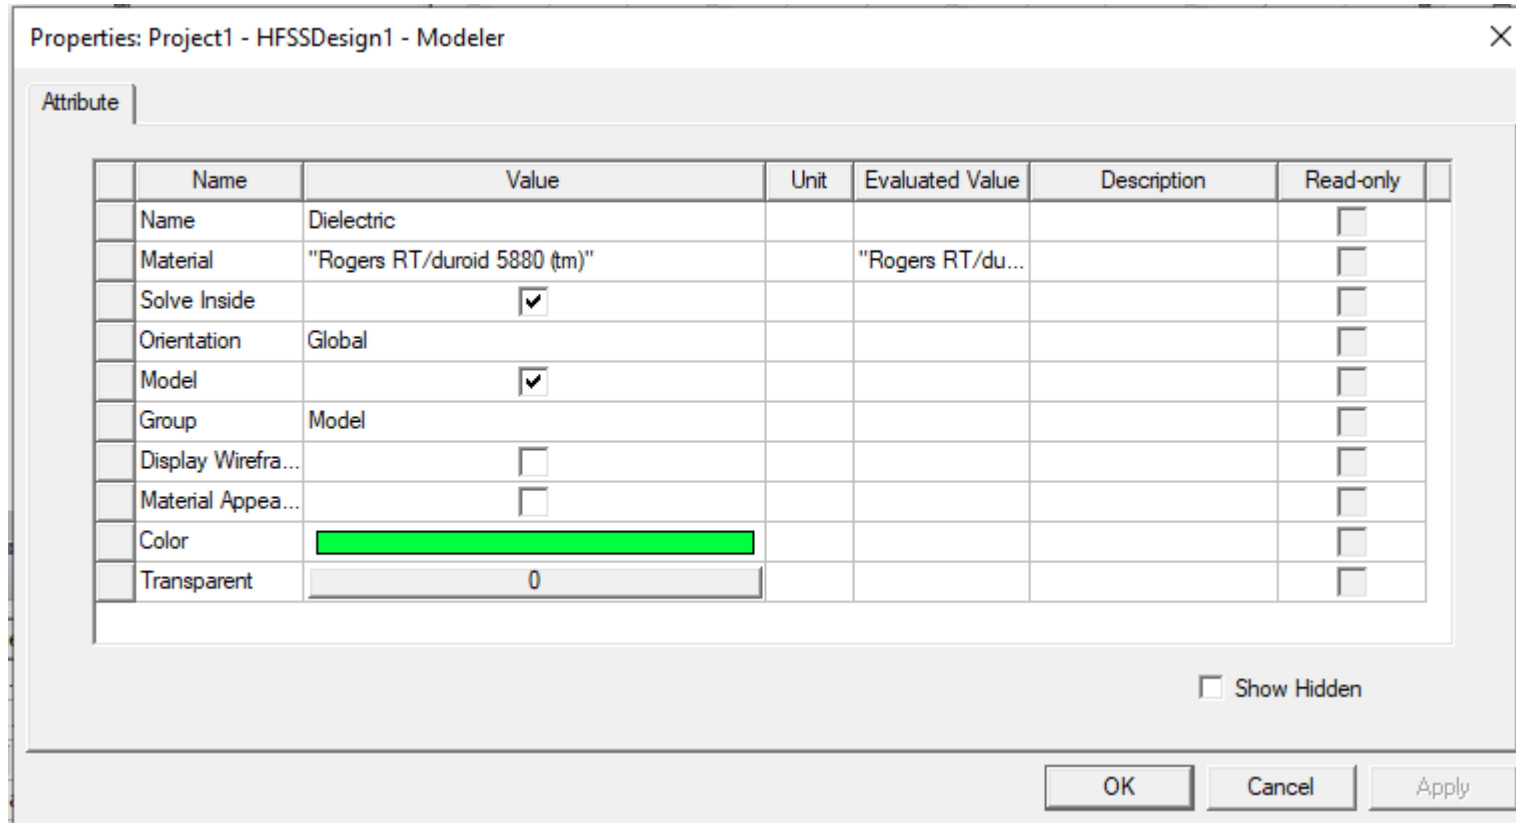 Properties: Project1 - HFSSDesign1 - Modeler
Attribute
Name Value Unit Evaluated Value Description Read-only
Name Dielectric
Material "Rogers RT/duroid 5880 (tm)" "Rogers RT/du...
Solve Inside
Orientation Global
Model
Group Model
Display Wirefra...
Material Appea...
Color
Transparent 0
Show Hidden
OK Cancel Apply